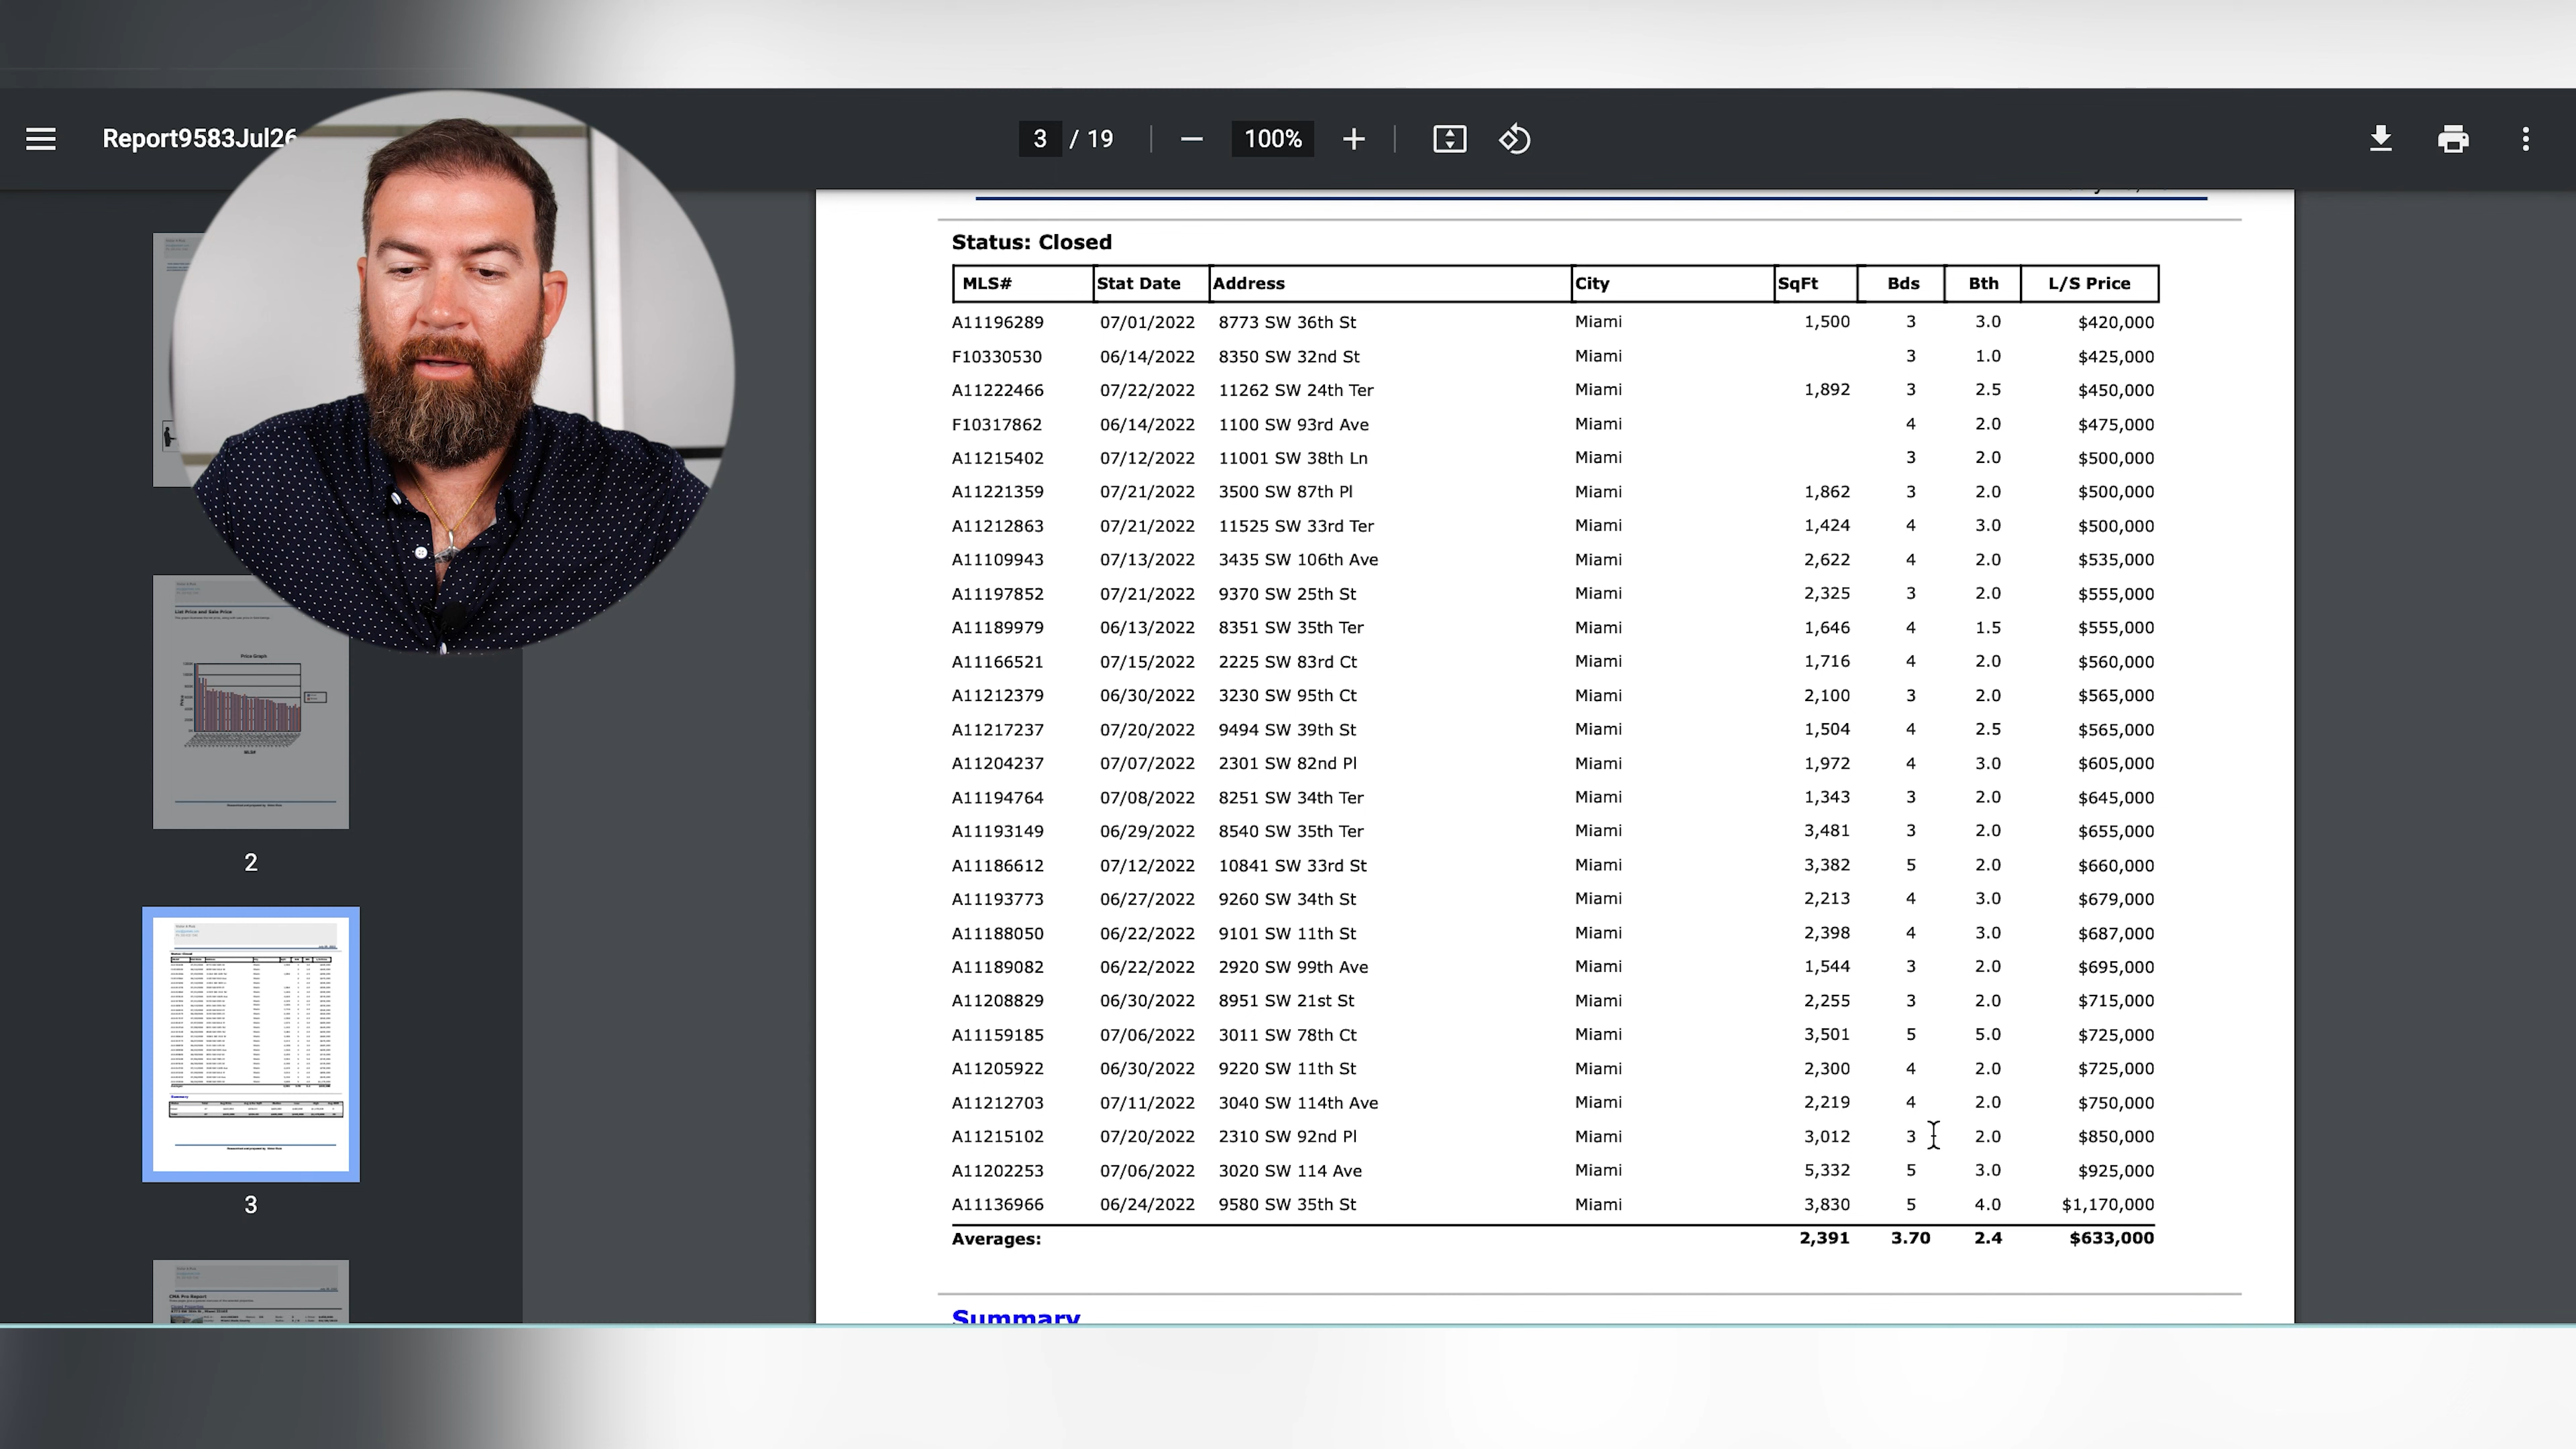 Report9583Jul26
3 / 19
100%
Status: Closed
MLS# Stat Date Address City SqFt Bds Bth L/S Price
A11196289 07/01/2022 8773 SW 36th St Miami 1,500 3 3.0 $420,000
F10330530 06/14/2022 8350 SW 32nd St Miami 3 1.0 $425,000
A11222466 07/22/2022 11262 SW 24th Ter Miami 1,892 3 2.5 $450,000
F10317862 06/14/2022 1100 SW 93rd Ave Miami 4 2.0 $475,000
A11215402 07/12/2022 11001 SW 38th Ln Miami 3 2.0 $500,000
A11221359 07/21/2022 3500 SW 87th Pl Miami 1,862 3 2.0 $500,000
A11212863 07/21/2022 11525 SW 33rd Ter Miami 1,424 4 3.0 $500,000
A11109943 07/13/2022 3435 SW 106th Ave Miami 2,622 4 2.0 $535,000
A11197852 07/21/2022 9370 SW 25th St Miami 2,325 3 2.0 $555,000
A11189979 06/13/2022 8351 SW 35th Ter Miami 1,646 4 1.5 $555,000
A11166521 07/15/2022 2225 SW 83rd Ct Miami 1,716 4 2.0 $560,000
A11212379 06/30/2022 3230 SW 95th Ct Miami 2,100 3 2.0 $565,000
A11217237 07/20/2022 9494 SW 39th St Miami 1,504 4 2.5 $565,000
A11204237 07/07/2022 2301 SW 82nd Pl Miami 1,972 4 3.0 $605,000
A11194764 07/08/2022 8251 SW 34th Ter Miami 1,343 3 2.0 $645,000
A11193149 06/29/2022 8540 SW 35th Ter Miami 3,481 3 2.0 $655,000
A11186612 07/12/2022 10841 SW 33rd St Miami 3,382 5 2.0 $660,000
A11193773 06/27/2022 9260 SW 34th St Miami 2,213 4 3.0 $679,000
A11188050 06/22/2022 9101 SW 11th St Miami 2,398 4 3.0 $687,000
A11189082 06/22/2022 2920 SW 99th Ave Miami 1,544 3 2.0 $695,000
A11208829 06/30/2022 8951 SW 21st St Miami 2,255 3 2.0 $715,000
A11159185 07/06/2022 3011 SW 78th Ct Miami 3,501 5 5.0 $725,000
A11205922 06/30/2022 9220 SW 11th St Miami 2,300 4 2.0 $725,000
A11212703 07/11/2022 3040 SW 114th Ave Miami 2,219 4 2.0 $750,000
A11215102 07/20/2022 2310 SW 92nd Pl Miami 3,012 3 2.0 $850,000
A11202253 07/06/2022 3020 SW 114 Ave Miami 5,332 5 3.0 $925,000
A11136966 06/24/2022 9580 SW 35th St Miami 3,830 5 4.0 $1,170,000
Averages: 2,391 3.70 2.4 $633,000
Summary
List Price and Sale Price
Price Graph
2
3
CMA Pro Report